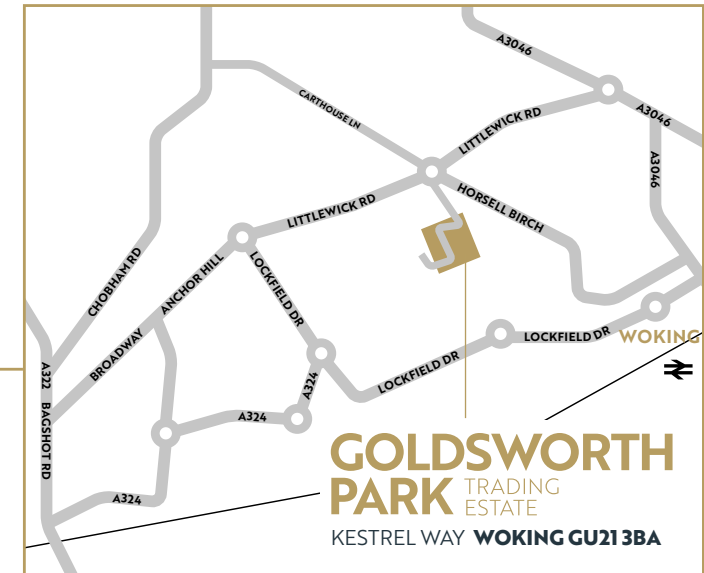 A3046
A3046
CARTHOUSE LN
LITTLEWICK RD
A3046
HORSELL BIRCH
LITTLEWICK RD
CHOBHAM RD
ANCHOR HILL
LOCKFIELD DR
BROADWAY
LOCKFIELD DR
WOKING
A322
BAGSHOT RD
LOCKFIELD DR
A324
A324
A324
GOLDSWORTH
PARK TRADING
ESTATE
KESTREL WAY WOKING GU21 3BA